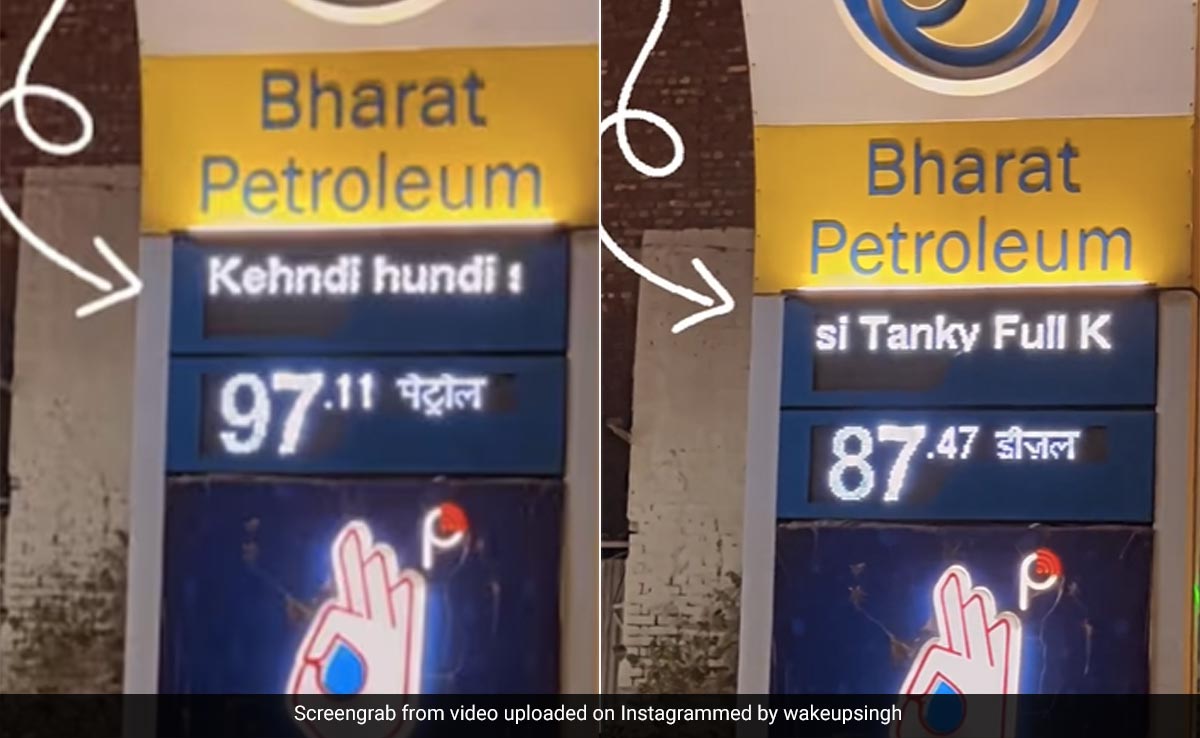 Bharat
Petroleum
Kehndi hundi s
97.11 पेट्रोल
Bharat
Petroleum
si Tanky Full K
87.47 डीज़ल
Screengrab from video uploaded on Instagrammed by wakeupsingh